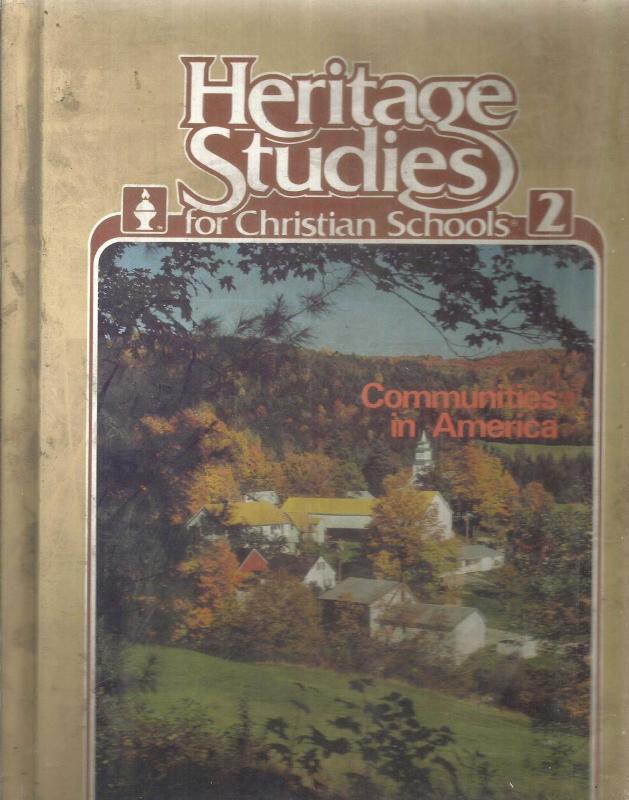 Heritage
Studies
for Christian Schools® 2
Communities
in America